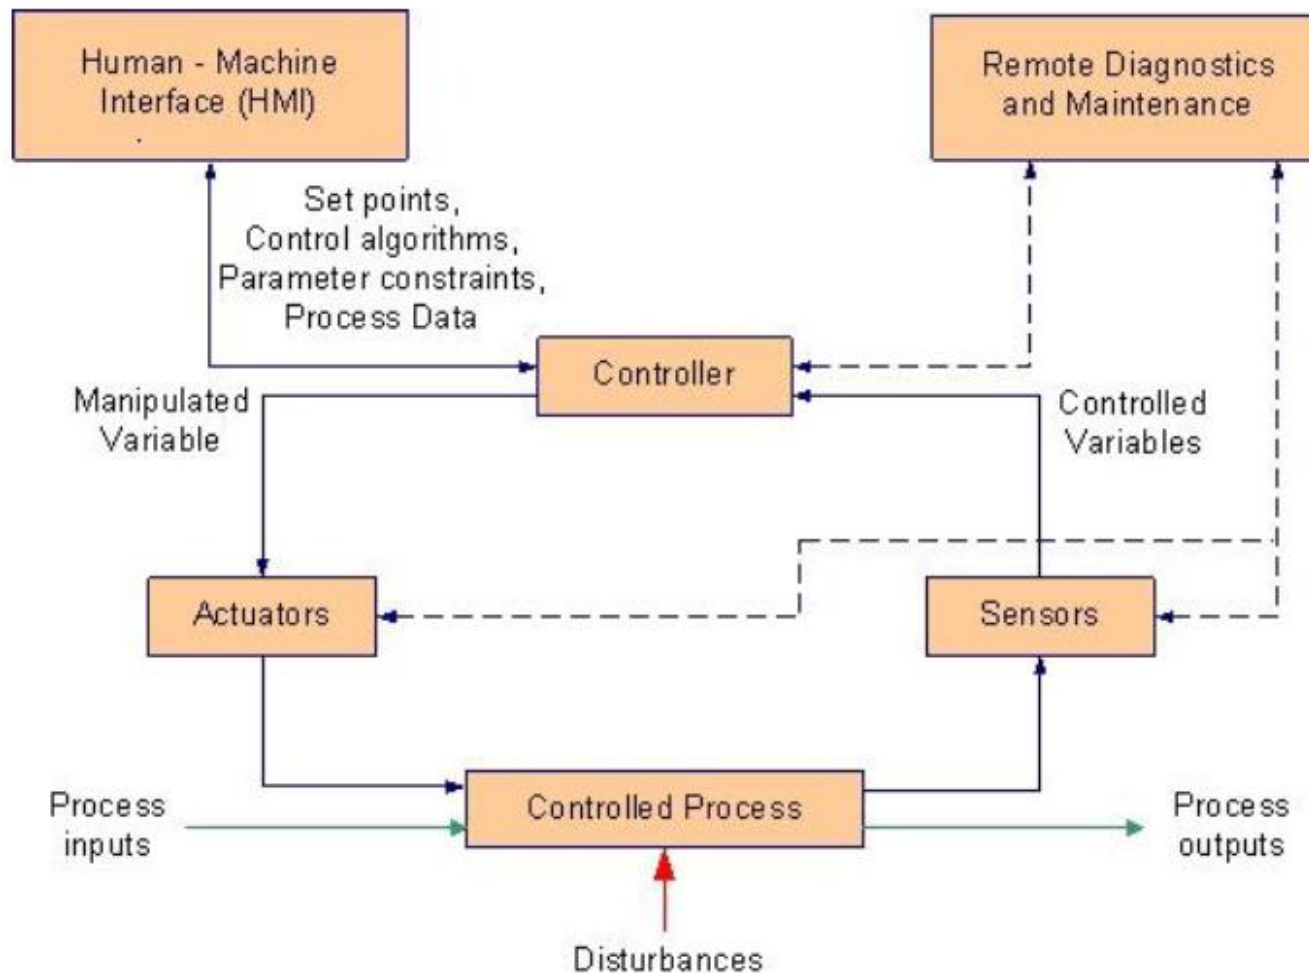 Human - Machine
Interface (HMI)
Remote Diagnostics
and Maintenance
Set points,
Control algorithms,
Parameter constraints,
Process Data
Controller
Manipulated
Variable
Controlled
Variables
Actuators
Sensors
Process
inputs
Controlled Process
Process
outputs
Disturbances